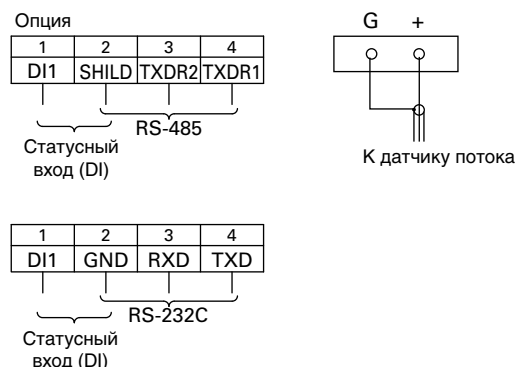 Опция
1 2 3 4
DI1 SHILD TXDR2 TXDR1
RS-485
Статусный
вход (DI)
G +
К датчику потока
1 2 3 4
DI1 GND RXD TXD
RS-232C
Статусный
вход (DI)